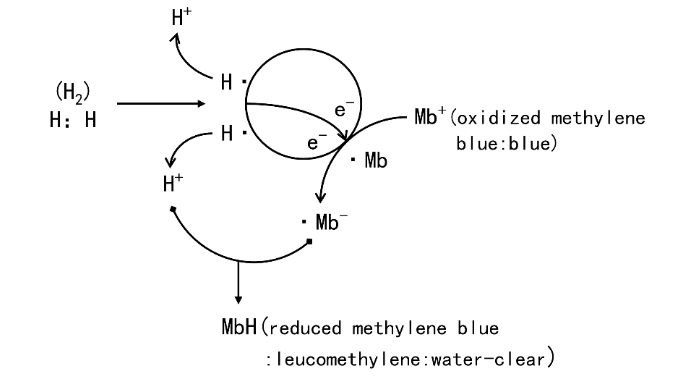 H⁺
(H₂)
H: H
H ·
e⁻
Mb⁺(oxidized methylene
blue:blue)
H ·
e⁻
· Mb
H⁺
· Mb⁻
MbH(reduced methylene blue
:leucomethylene:water-clear)